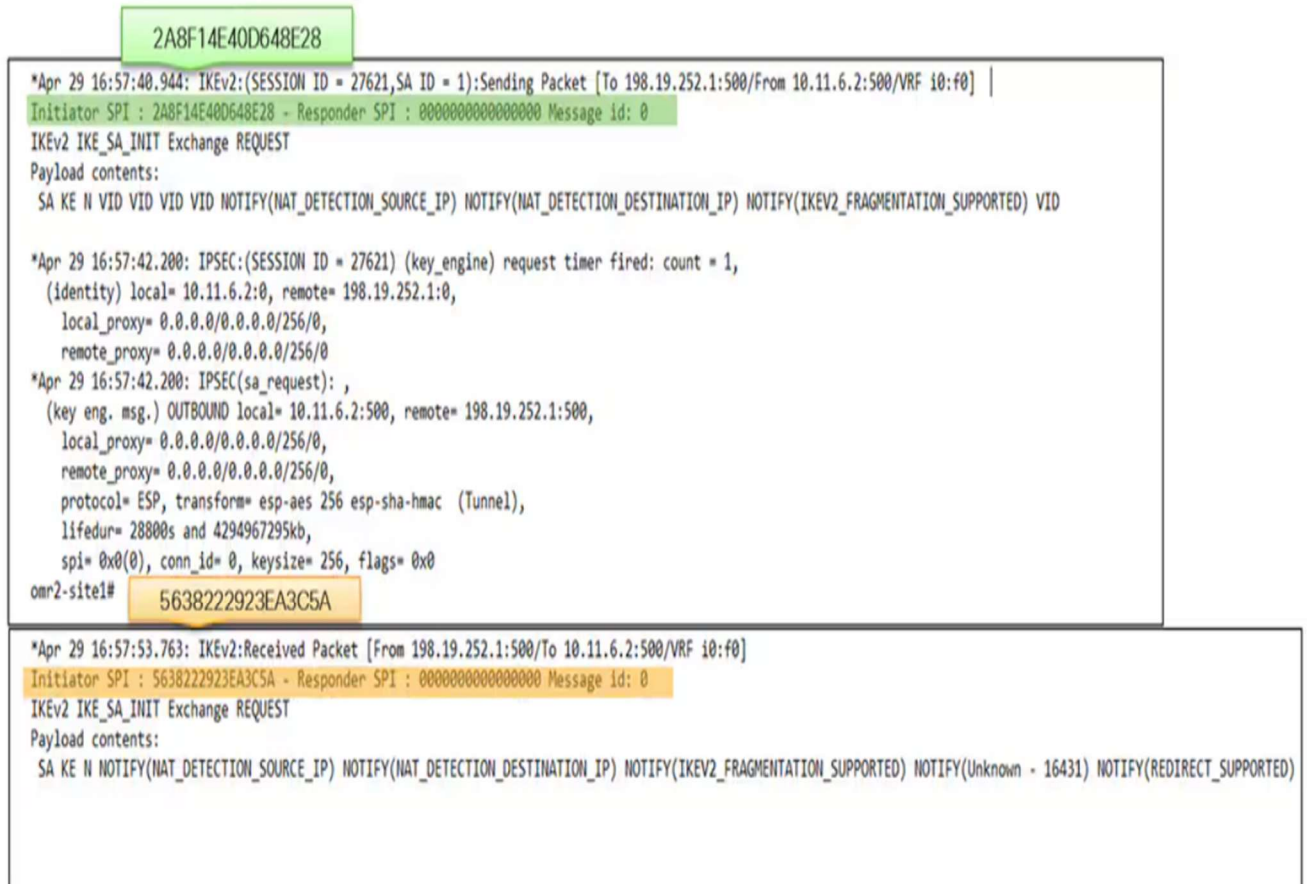 2A8F14E40D648E28
*Apr 29 16:57:40.944: IKEv2:(SESSION ID = 27621,SA ID = 1):Sending Packet [To 198.19.252.1:500/From 10.11.6.2:500/VRF i0:f0]
Initiator SPI : 2A8F14E40D648E28 - Responder SPI : 0000000000000000 Message id: 0
IKEv2 IKE_SA_INIT Exchange REQUEST
Payload contents:
SA KE N VID VID VID VID NOTIFY(NAT_DETECTION_SOURCE_IP) NOTIFY(NAT_DETECTION_DESTINATION_IP) NOTIFY(IKEV2_FRAGMENTATION_SUPPORTED) VID
*Apr 29 16:57:42.200: IPSEC:(SESSION ID = 27621) (key_engine) request timer fired: count = 1,
(identity) local= 10.11.6.2:0, remote= 198.19.252.1:0,
local_proxy= 0.0.0.0/0.0.0.0/256/0,
remote_proxy= 0.0.0.0/0.0.0.0/256/0
*Apr 29 16:57:42.200: IPSEC(sa_request): ,
(key eng. msg.) OUTBOUND local= 10.11.6.2:500, remote= 198.19.252.1:500,
local_proxy= 0.0.0.0/0.0.0.0/256/0,
remote_proxy= 0.0.0.0/0.0.0.0/256/0,
protocol= ESP, transform= esp-aes 256 esp-sha-hmac (Tunnel),
lifedur= 28800s and 4294967295kb,
spi= 0x0(0), conn_id= 0, keysize= 256, flags= 0x0
omr2-site1#
5638222923EA3C5A
*Apr 29 16:57:53.763: IKEv2:Received Packet [From 198.19.252.1:500/To 10.11.6.2:500/VRF i0:f0]
Initiator SPI : 5638222923EA3C5A - Responder SPI : 0000000000000000 Message id: 0
IKEv2 IKE_SA_INIT Exchange REQUEST
Payload contents:
SA KE N NOTIFY(NAT_DETECTION_SOURCE_IP) NOTIFY(NAT_DETECTION_DESTINATION_IP) NOTIFY(IKEV2_FRAGMENTATION_SUPPORTED) NOTIFY(Unknown - 16431) NOTIFY(REDIRECT_SUPPORTED)